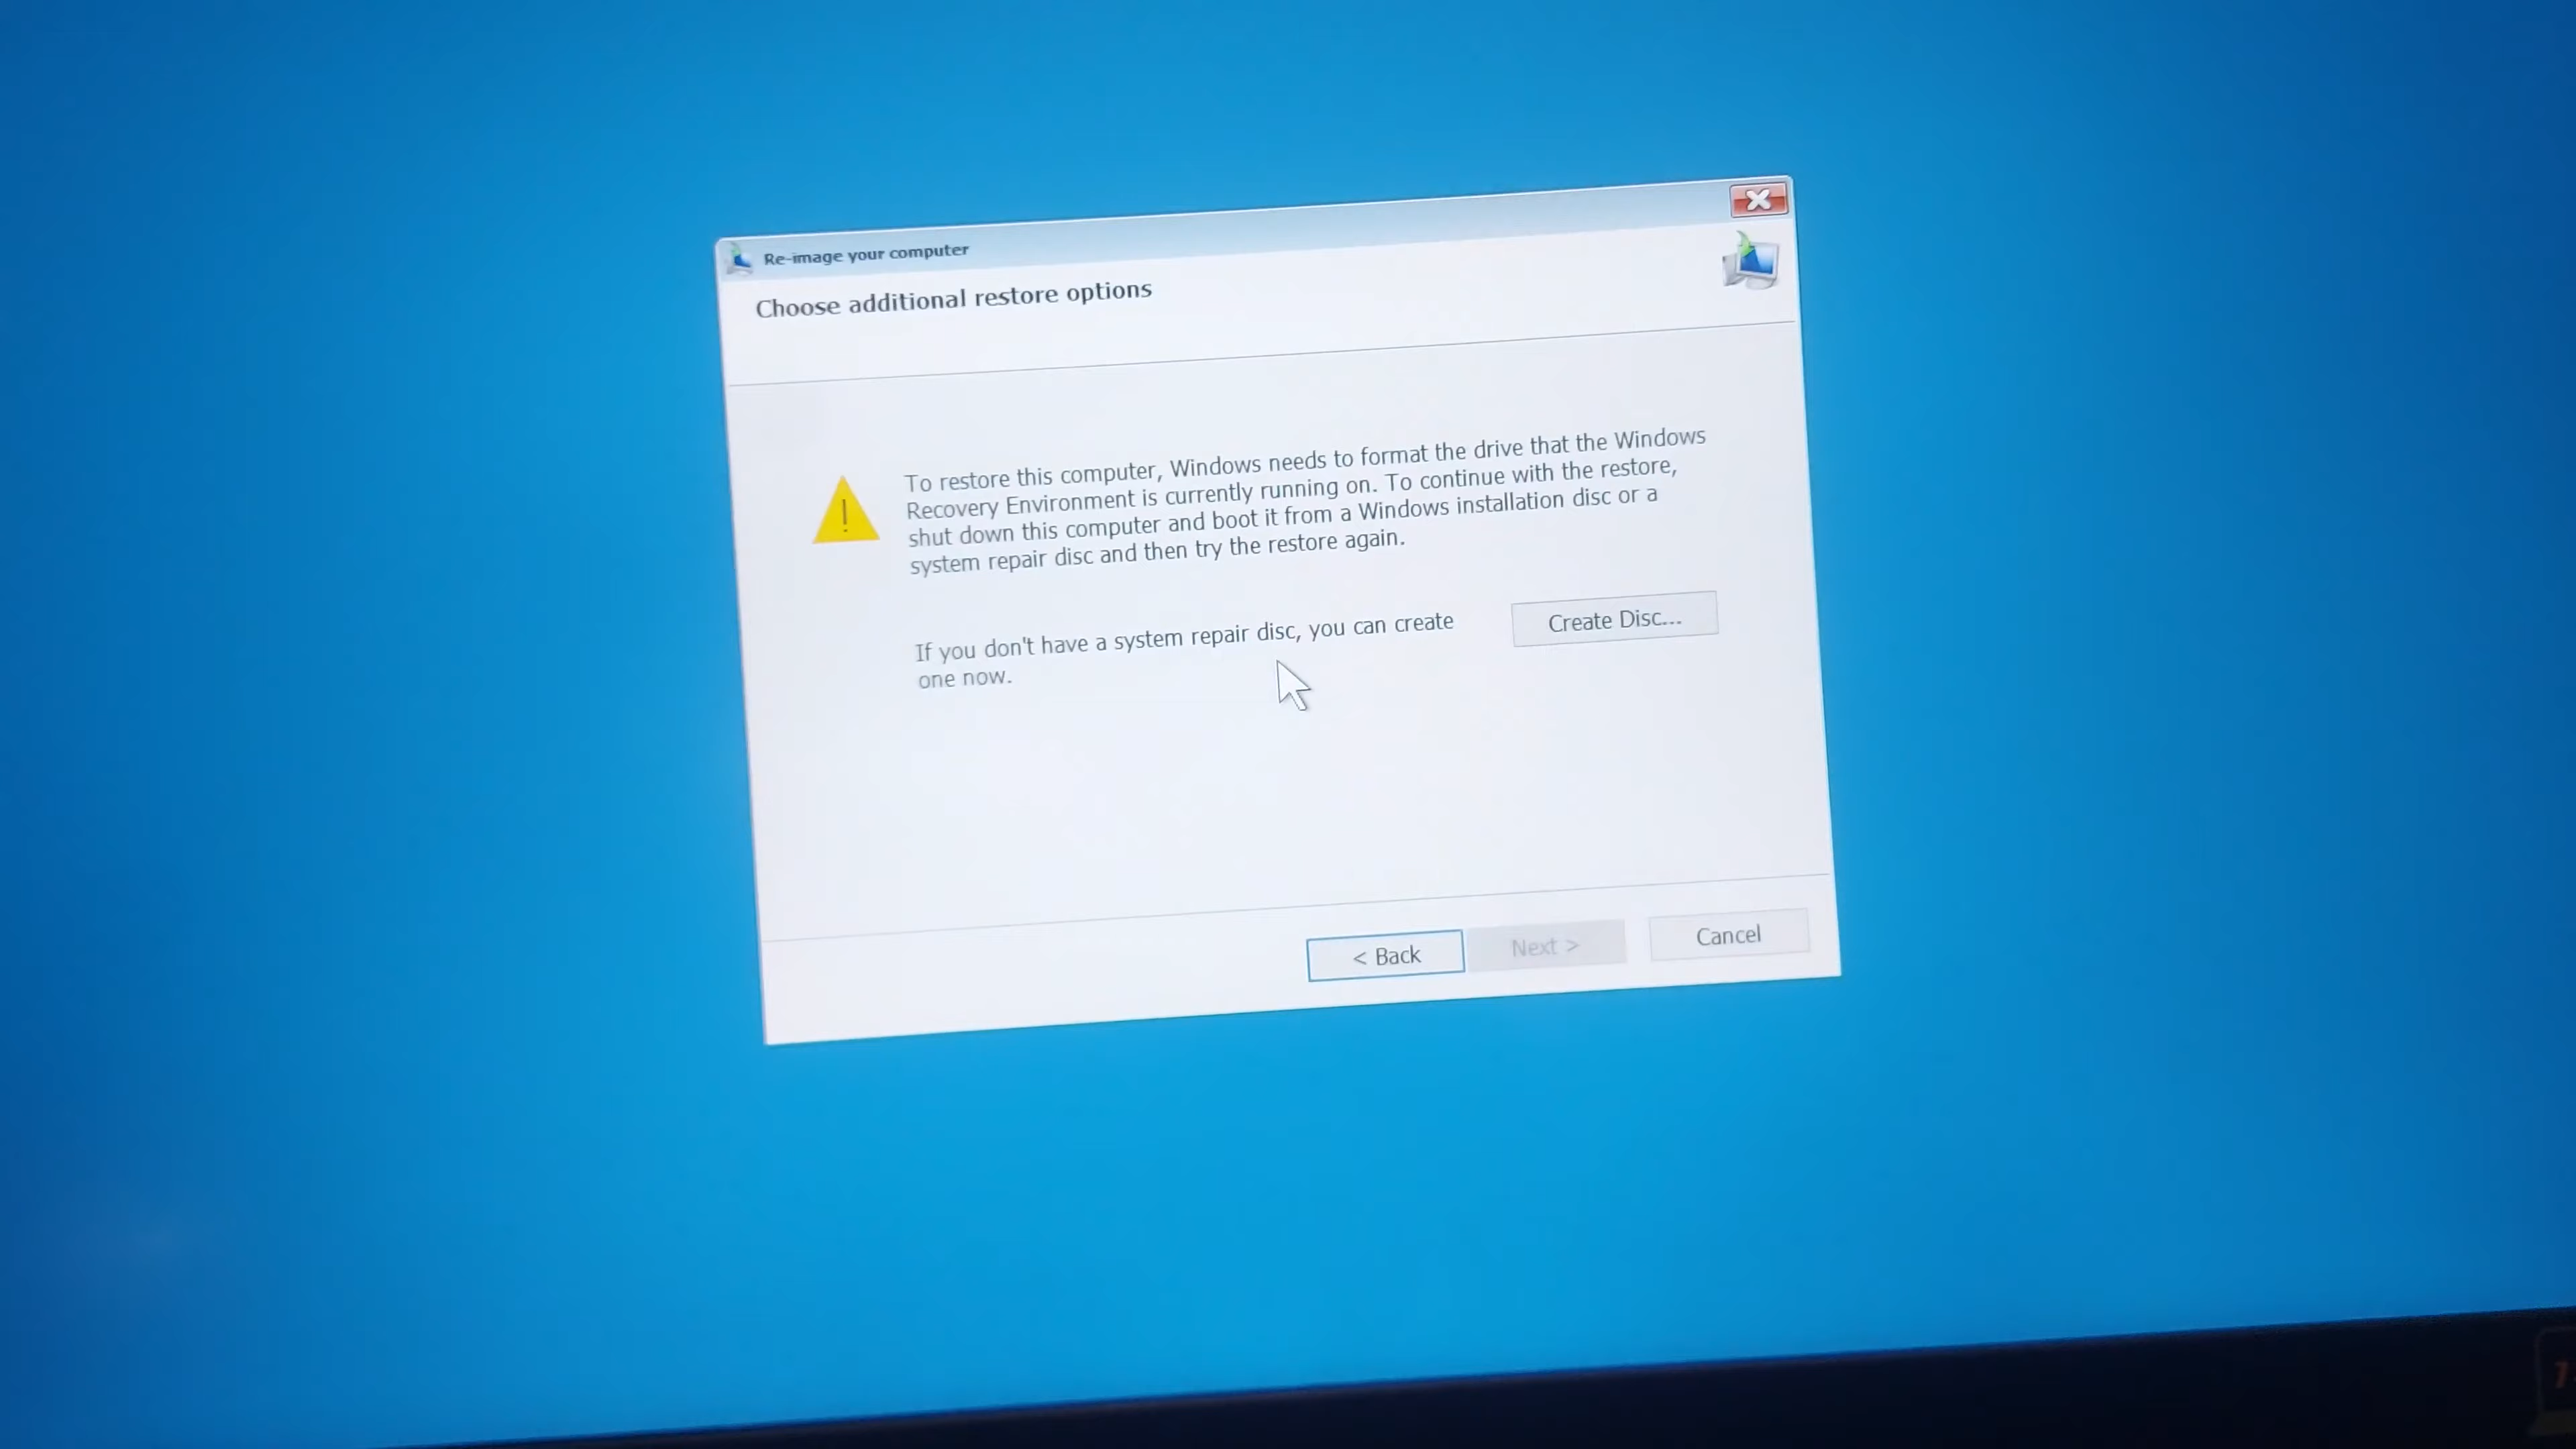 Re-image your computer
Choose additional restore options
To restore this computer, Windows needs to format the drive that the Windows
Recovery Environment is currently running on. To continue with the restore,
shut down this computer and boot it from a Windows installation disc or a
system repair disc and then try the restore again.
If you don't have a system repair disc, you can create
one now.
Create Disc...
< Back
Next >
Cancel